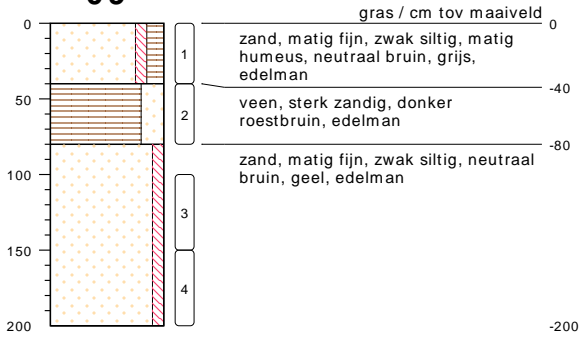 gras / cm tov maaiveld
0
0
1
zand, matig fijn, zwak siltig, matig
humeus, neutraal bruin, grijs,
edelman
-40
50
2
veen, sterk zandig, donker
roestbruin, edelman
-80
zand, matig fijn, zwak siltig, neutraal
bruin, geel, edelman
100
3
150
4
200
-200